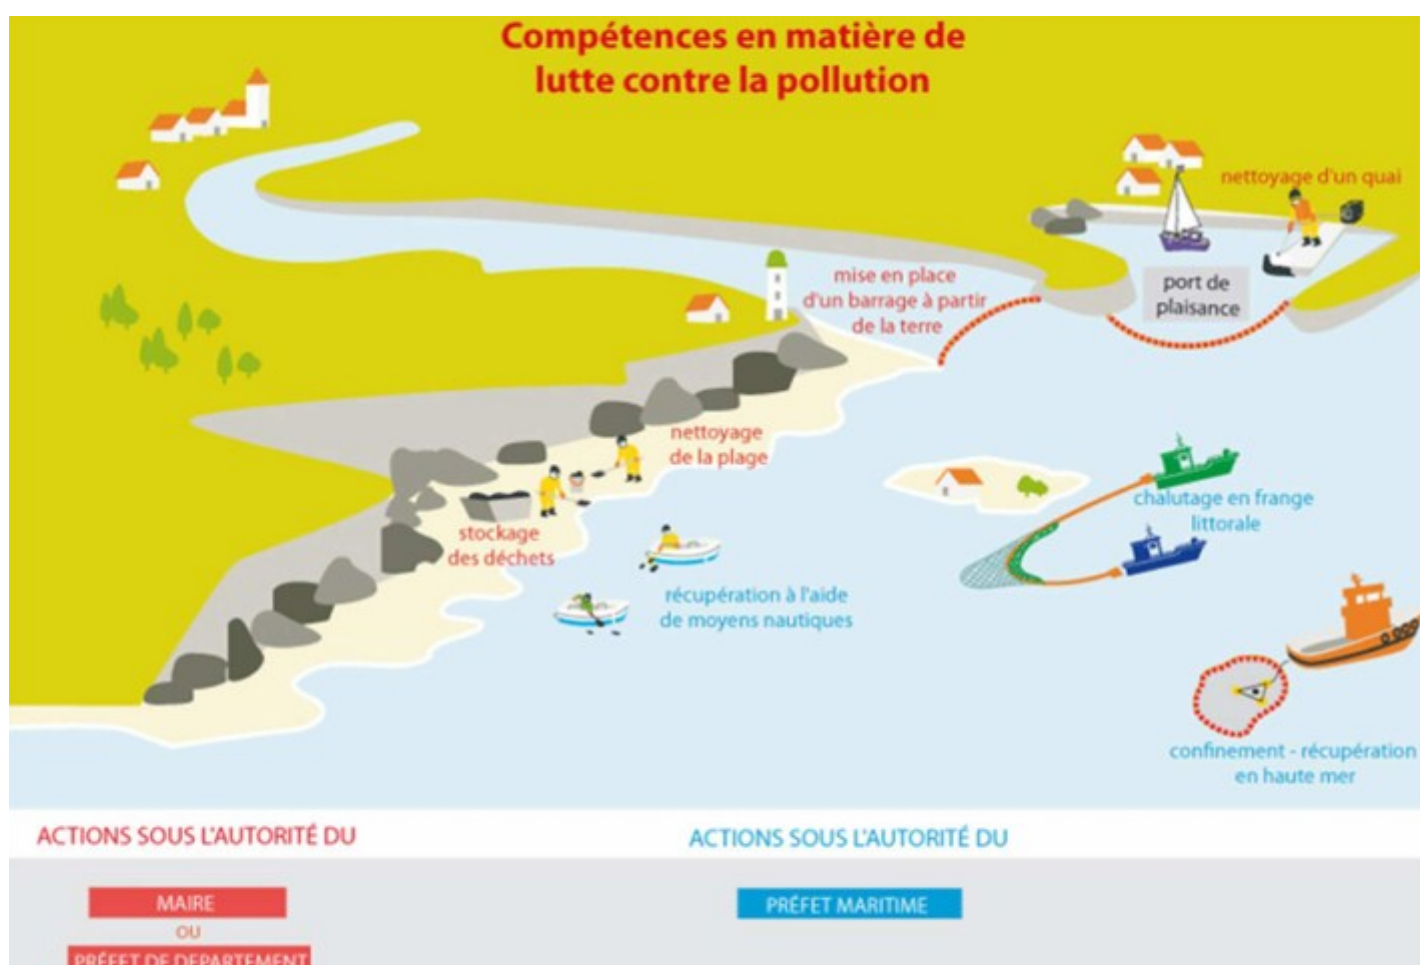 Compétences en matière de
lutte contre la pollution
nettoyage d'un quai
mise en place
d'un barrage à partir
de la terre
port de
plaisance
nettoyage
de la plage
chalutage en frange
littorale
stockage
des déchets
récupération à l'aide
de moyens nautiques
confinement - récupération
en haute mer
ACTIONS SOUS L'AUTORITÉ DU
MAIRE
OU
PRÉFET DE DEPARTEMENT
ACTIONS SOUS L'AUTORITÉ DU
PRÉFET MARITIME